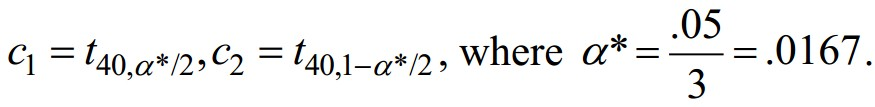 c₁ = t₄₀,α*/2, c₂ = t₄₀,1−α*/2, where α* = .05/3 = .0167.